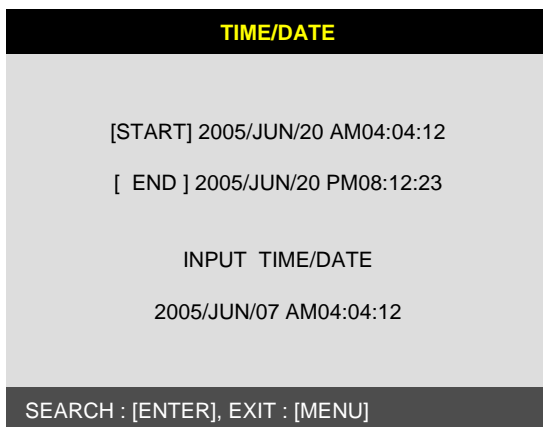 TIME/DATE
[START] 2005/JUN/20 AM04:04:12
[ END ] 2005/JUN/20 PM08:12:23
INPUT TIME/DATE
2005/JUN/07 AM04:04:12
SEARCH : [ENTER], EXIT : [MENU]